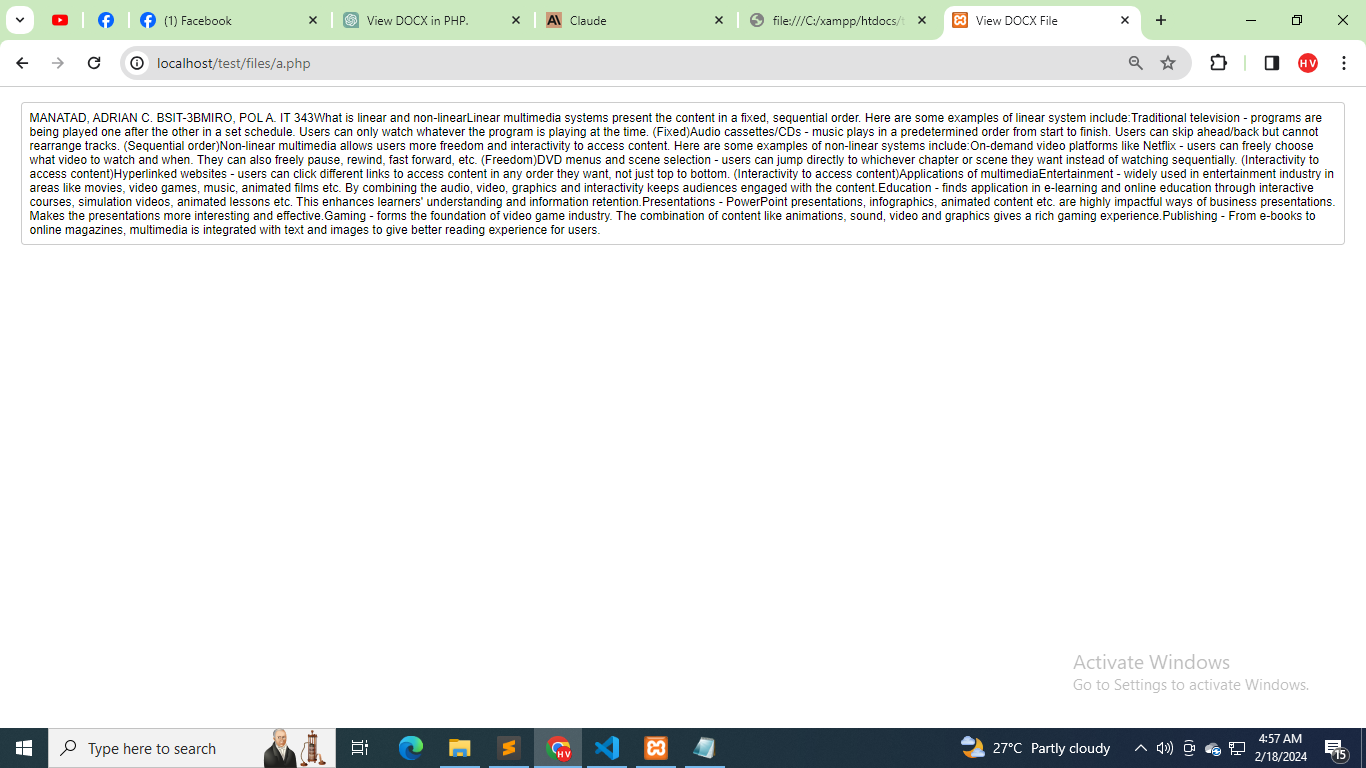 (1) Facebook
View DOCX in PHP.
Claude
file:///C:/xampp/htdocs/t
View DOCX File
localhost/test/files/a.php
HV
MANATAD, ADRIAN C. BSIT-3BMIRO, POL A. IT 343What is linear and non-linearLinear multimedia systems present the content in a fixed, sequential order. Here are some examples of linear system include:Traditional television - programs are
being played one after the other in a set schedule. Users can only watch whatever the program is playing at the time. (Fixed)Audio cassettes/CDs - music plays in a predetermined order from start to finish. Users can skip ahead/back but cannot
rearrange tracks. (Sequential order)Non-linear multimedia allows users more freedom and interactivity to access content. Here are some examples of non-linear systems include:On-demand video platforms like Netflix - users can freely choose
what video to watch and when. They can also freely pause, rewind, fast forward, etc. (Freedom)DVD menus and scene selection - users can jump directly to whichever chapter or scene they want instead of watching sequentially. (Interactivity to
access content)Hyperlinked websites - users can click different links to access content in any order they want, not just top to bottom. (Interactivity to access content)Applications of multimediaEntertainment - widely used in entertainment industry in
areas like movies, video games, music, animated films etc. By combining the audio, video, graphics and interactivity keeps audiences engaged with the content.Education - finds application in e-learning and online education through interactive
courses, simulation videos, animated lessons etc. This enhances learners' understanding and information retention.Presentations - PowerPoint presentations, infographics, animated content etc. are highly impactful ways of business presentations.
Makes the presentations more interesting and effective.Gaming - forms the foundation of video game industry. The combination of content like animations, sound, video and graphics gives a rich gaming experience.Publishing - From e-books to
online magazines, multimedia is integrated with text and images to give better reading experience for users.
Activate Windows
Go to Settings to activate Windows.
Type here to search
HV
27°C Partly cloudy
4:57 AM
2/18/2024
15